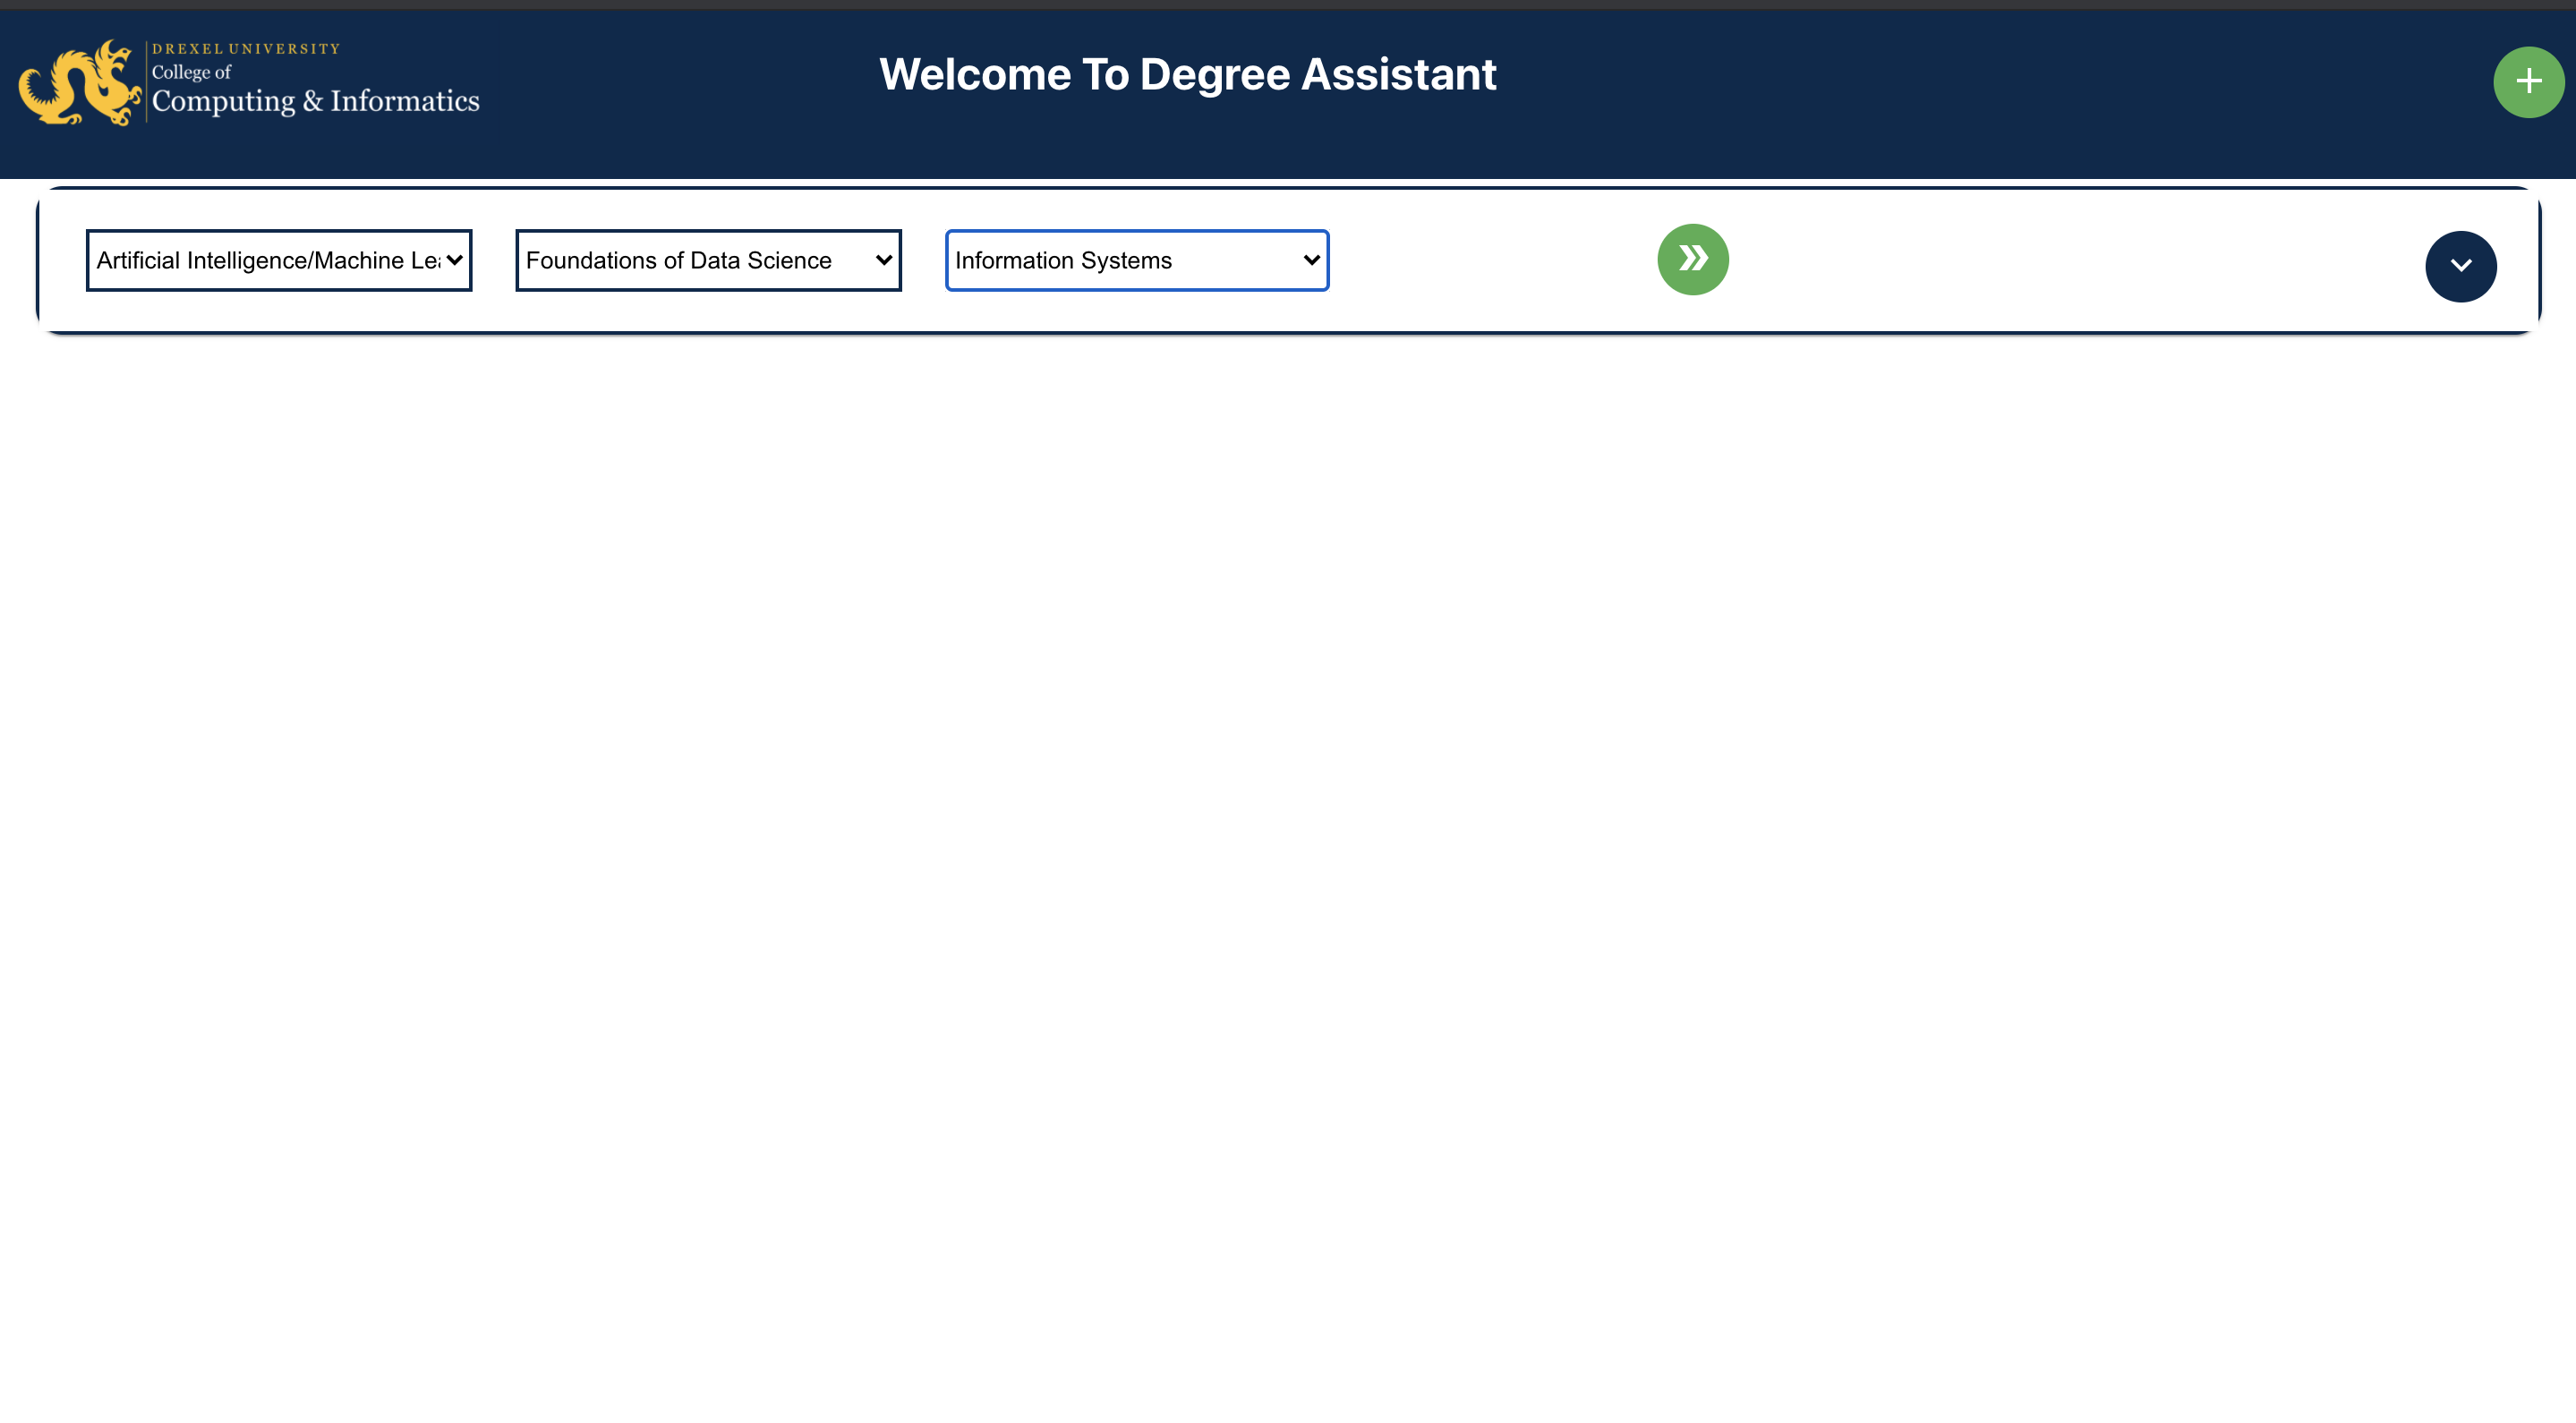 DREXEL UNIVERSITY
College of
Computing & Informatics
Welcome To Degree Assistant
+
Artificial Intelligence/Machine Le
Foundations of Data Science
Information Systems